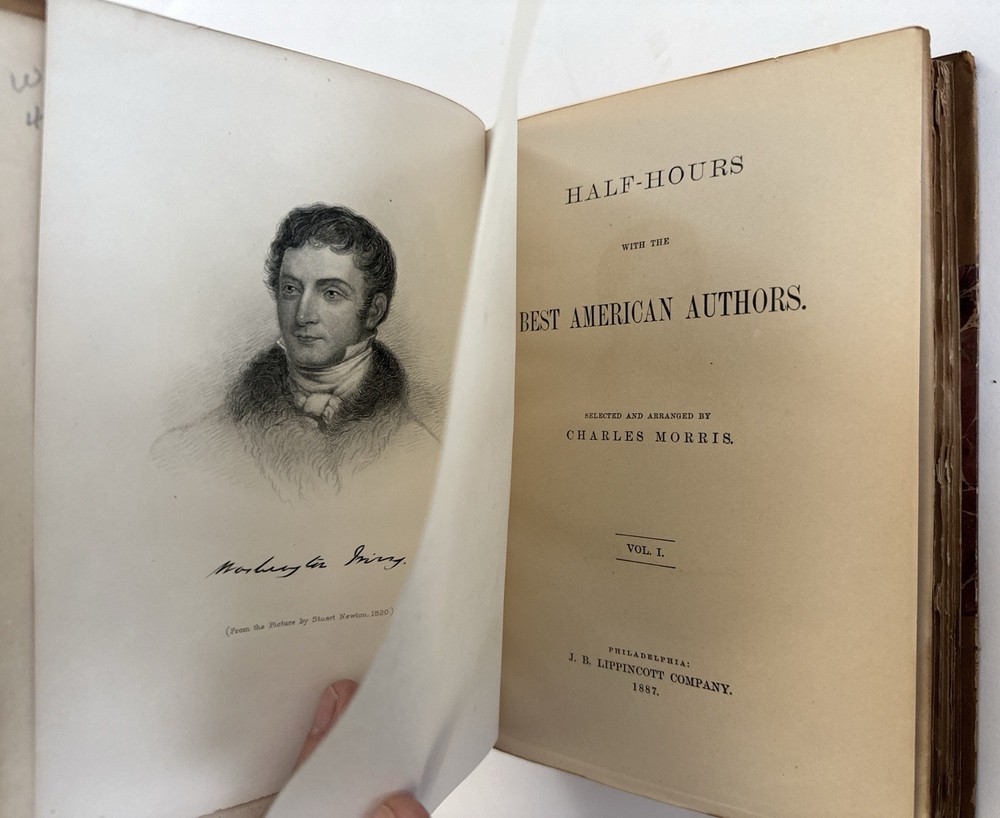 W
4
Washington Irving.
(From the Picture by Stuart Newton. 1820)
HALF-HOURS
WITH THE
BEST AMERICAN AUTHORS.
SELECTED AND ARRANGED BY
CHARLES MORRIS.
VOL. I.
PHILADELPHIA:
J. B. LIPPINCOTT COMPANY.
1887.